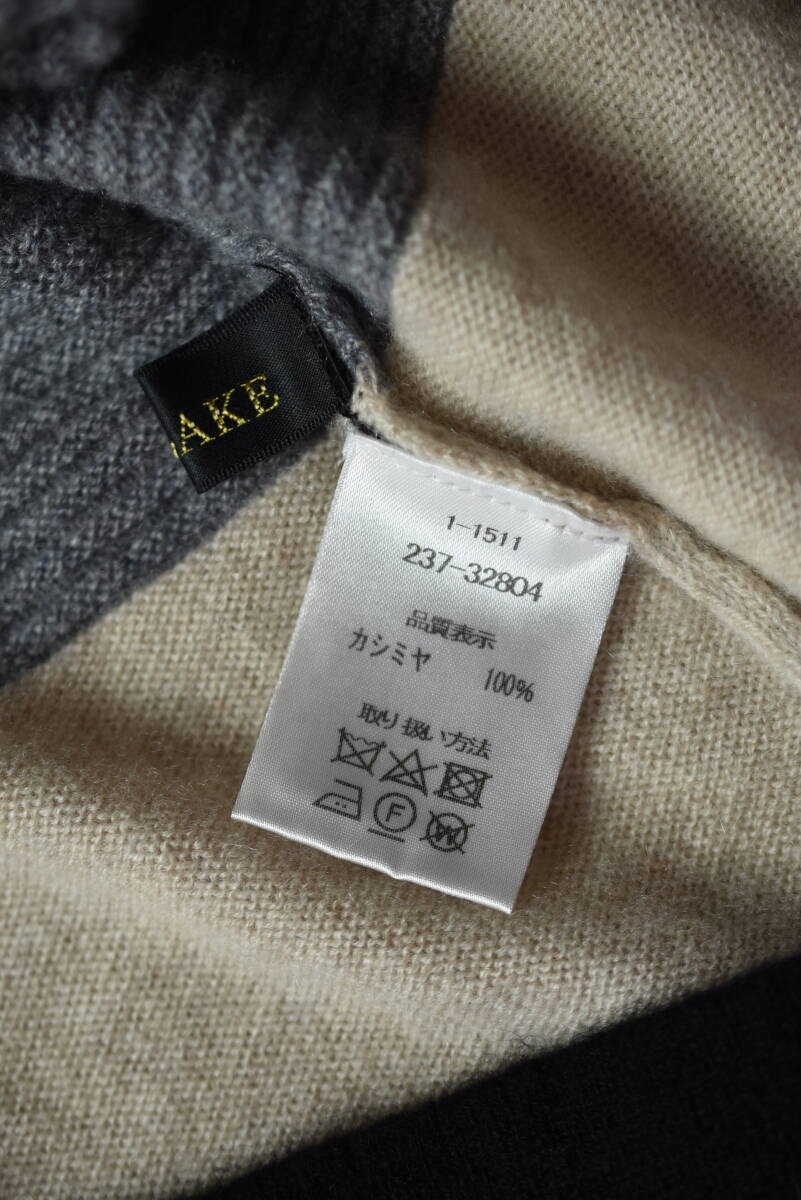 AKE
1-1511
237-32804
品質表示
カシミヤ 100%
取り扱い方法
F
W